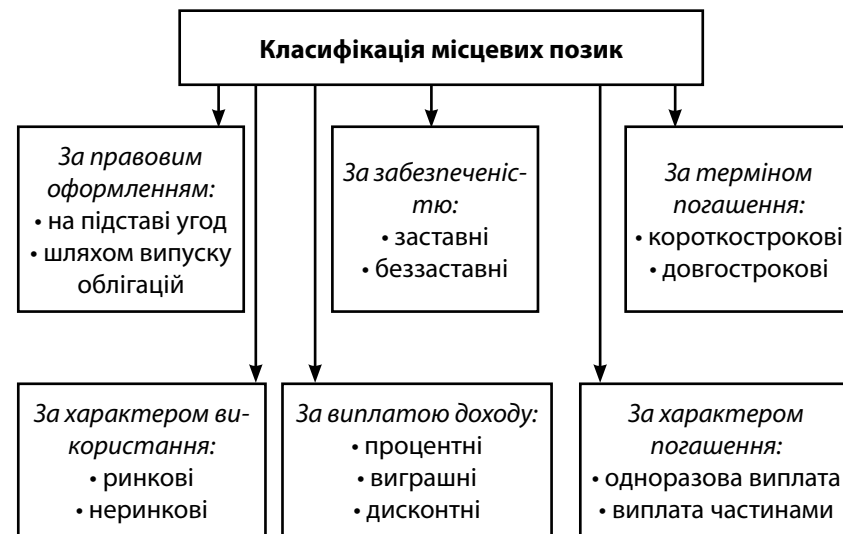 Класифікація місцевих позик
За правовим
оформленням:
• на підставі угод
• шляхом випуску
облігацій
За забезпеченіс-
тю:
• заставні
• беззаставні
За терміном
погашення:
• короткострокові
• довгострокові
За характером ви-
користання:
• ринкові
• неринкові
За виплатою доходу:
• процентні
• виграшні
• дисконтні
За характером
погашення:
• одноразова виплата
• виплата частинами